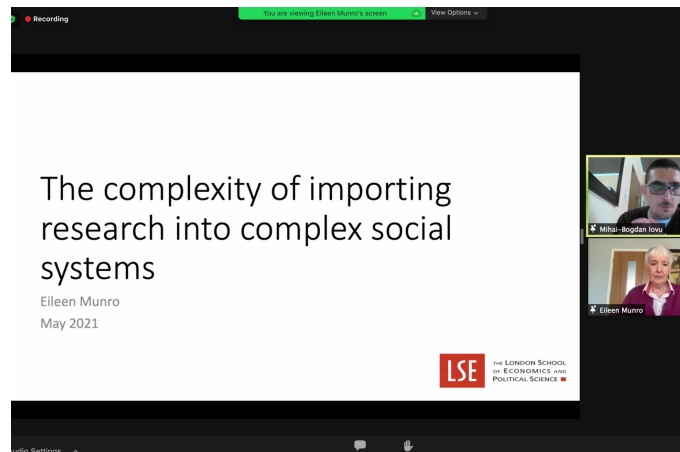 Recording
You are viewing Eileen Munro's screen
View Options
The complexity of importing
research into complex social
systems
Eileen Munro
May 2021
LSE
THE LONDON SCHOOL
OF ECONOMICS AND
POLITICAL SCIENCE
Mihai-Bogdan Iovu
Eileen Munro
Settings